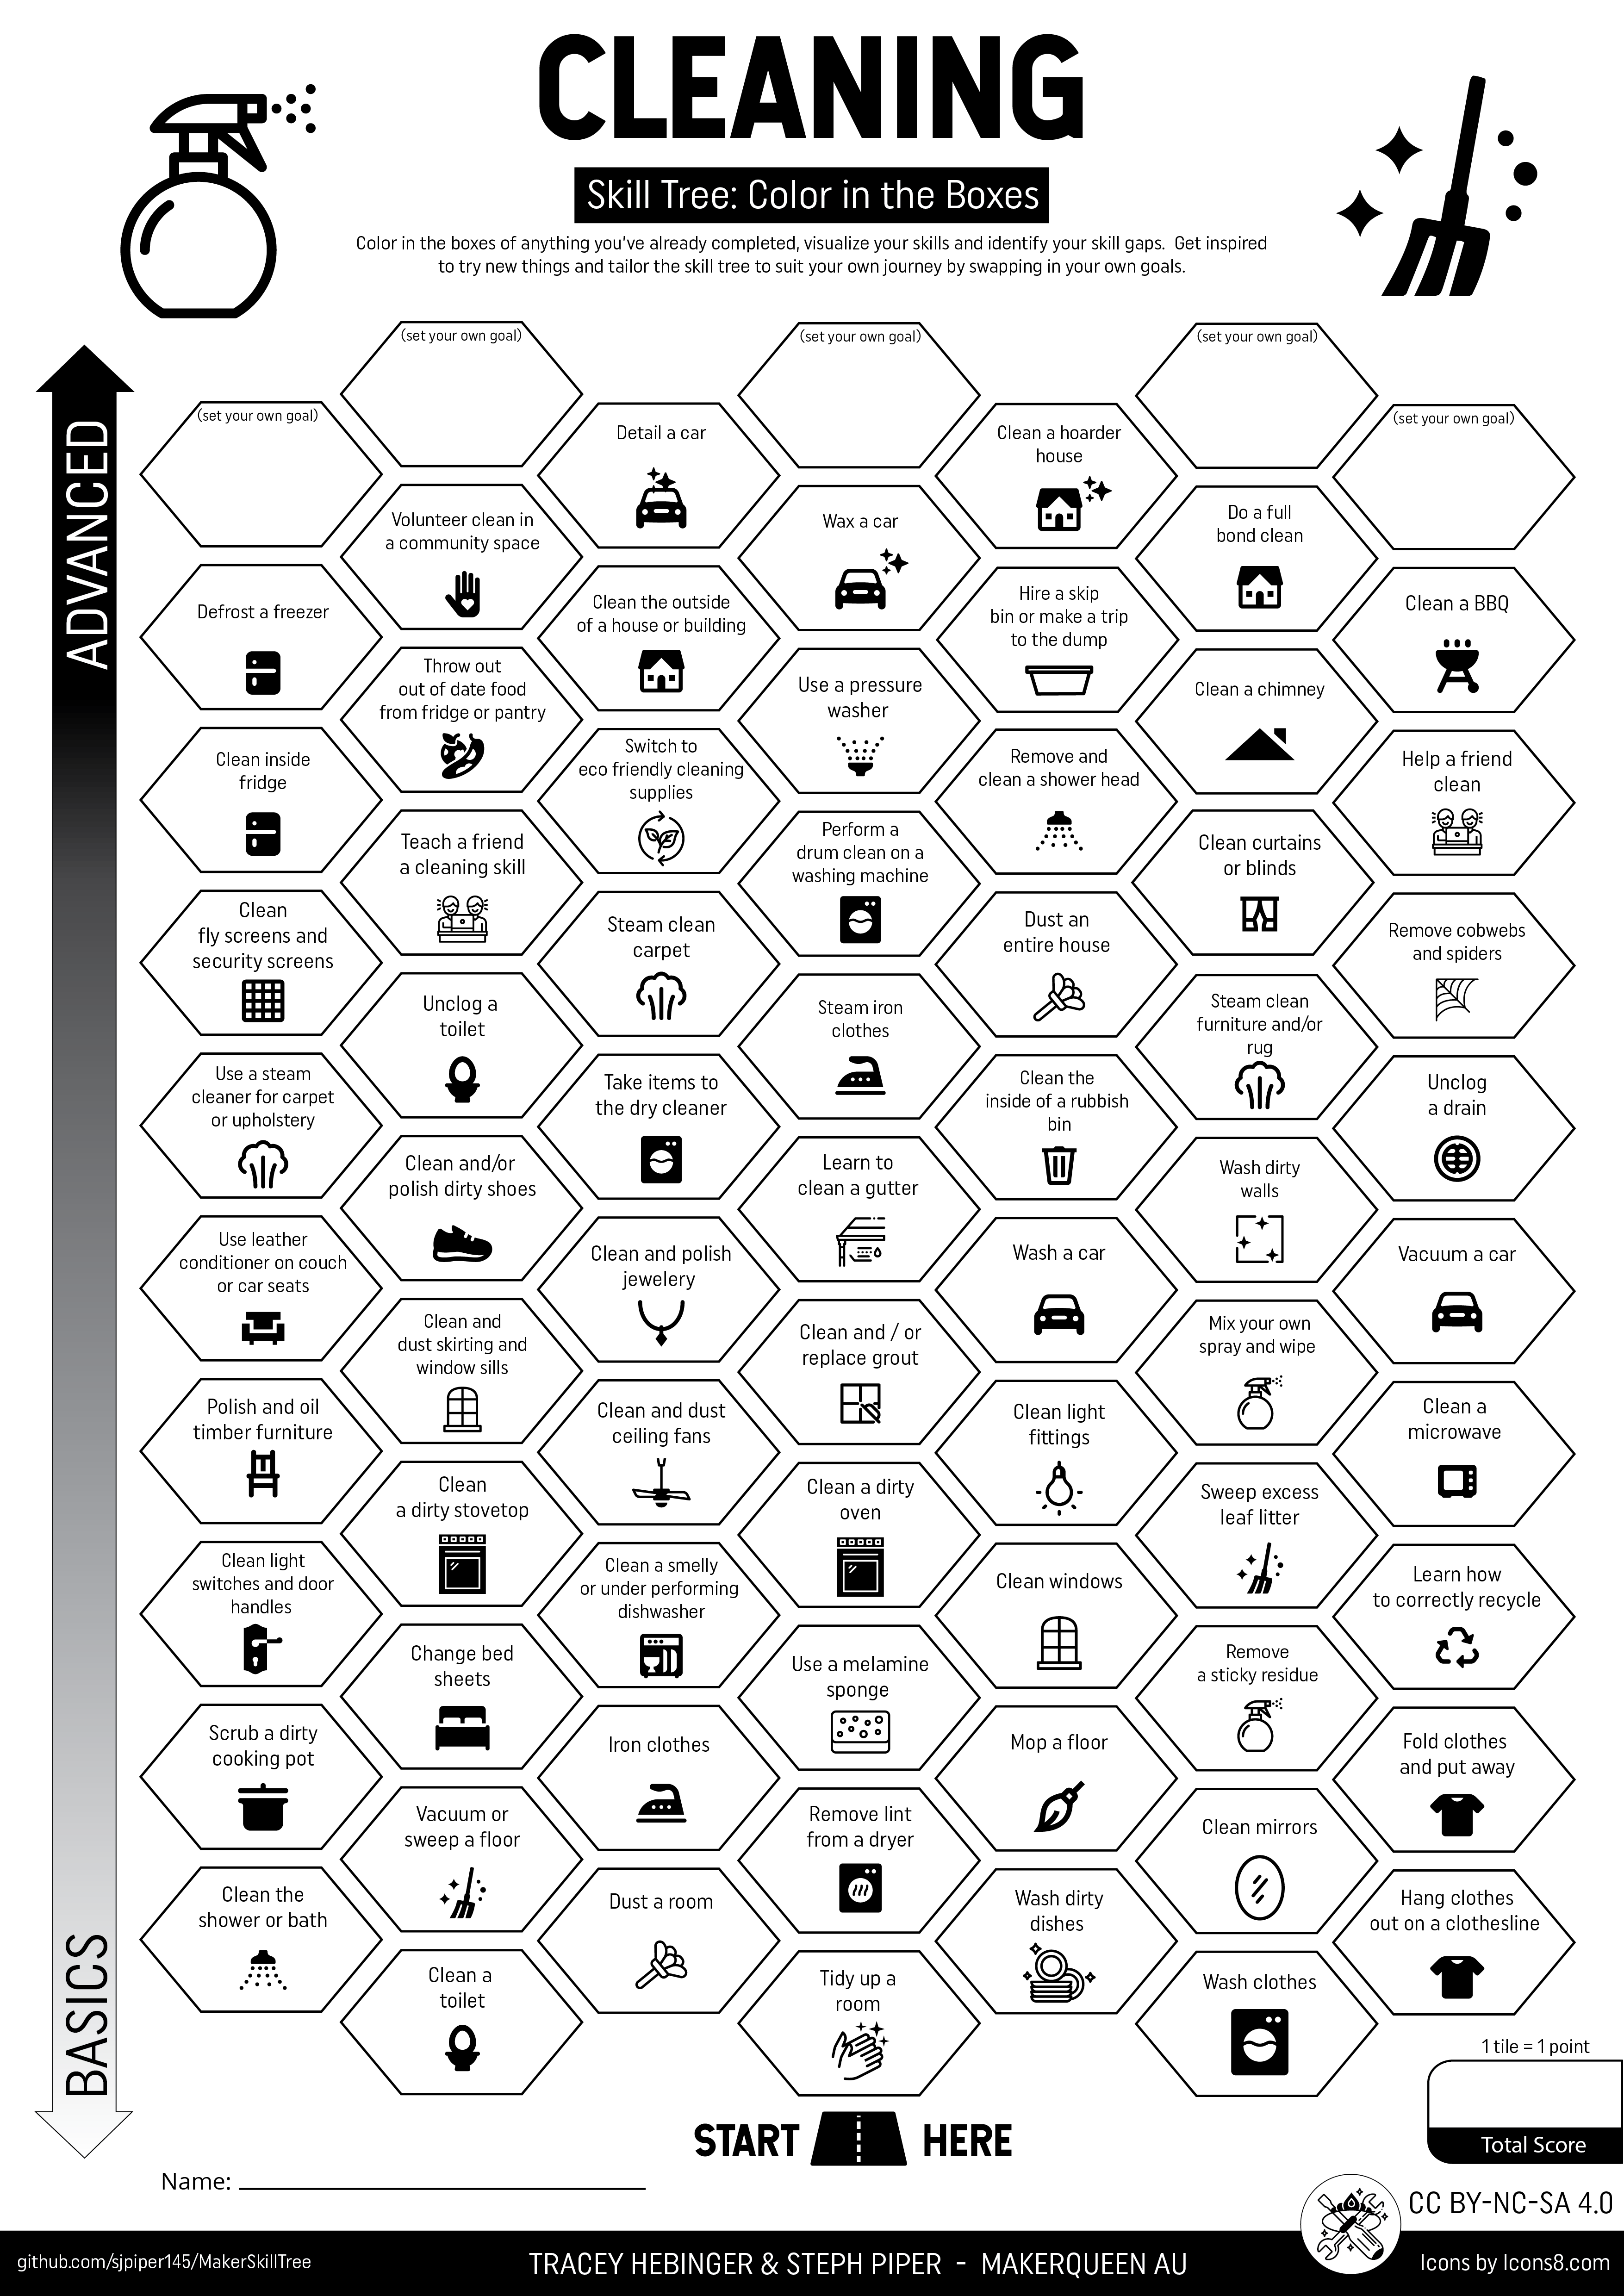 CLEANING
Skill Tree: Color in the Boxes
Color in the boxes of anything you've already completed, visualize your skills and identify your skill gaps. Get inspired
to try new things and tailor the skill tree to suit your own journey by swapping in your own goals.
ADVANCED
BASICS
(set your own goal)
(set your own goal)
(set your own goal)
(set your own goal)
(set your own goal)
Detail a car
Clean a hoarder
house
Volunteer clean in
a community space
Wax a car
Do a full
bond clean
Defrost a freezer
Clean the outside
of a house or building
Hire a skip
bin or make a trip
to the dump
Clean a BBQ
Throw out
out of date food
from fridge or pantry
Use a pressure
washer
Clean a chimney
Clean inside
fridge
Switch to
eco friendly cleaning
supplies
Remove and
clean a shower head
Help a friend
clean
Teach a friend
a cleaning skill
Perform a
drum clean on a
washing machine
Clean curtains
or blinds
Clean
fly screens and
security screens
Steam clean
carpet
Dust an
entire house
Remove cobwebs
and spiders
Unclog a
toilet
Steam iron
clothes
Steam clean
furniture and/or
rug
Use a steam
cleaner for carpet
or upholstery
Take items to
the dry cleaner
Clean the
inside of a rubbish
bin
Unclog
a drain
Clean and/or
polish dirty shoes
Learn to
clean a gutter
Wash dirty
walls
Use leather
conditioner on couch
or car seats
Clean and polish
jewelery
Wash a car
Vacuum a car
Clean and
dust skirting and
window sills
Clean and / or
replace grout
Mix your own
spray and wipe
Polish and oil
timber furniture
Clean and dust
ceiling fans
Clean light
fittings
Clean a
microwave
Clean
a dirty stovetop
Clean a dirty
oven
Sweep excess
leaf litter
Clean light
switches and door
handles
Clean a smelly
or under performing
dishwasher
Clean windows
Learn how
to correctly recycle
Change bed
sheets
Use a melamine
sponge
Remove
a sticky residue
Scrub a dirty
cooking pot
Iron clothes
Mop a floor
Fold clothes
and put away
Vacuum or
sweep a floor
Remove lint
from a dryer
Clean mirrors
Clean the
shower or bath
Dust a room
Wash dirty
dishes
Hang clothes
out on a clothesline
Clean a
toilet
Tidy up a
room
Wash clothes
1 tile = 1 point
Total Score
START HERE
Name:
CC BY-NC-SA 4.0
github.com/sjpiper145/MakerSkillTree
TRACEY HEBINGER & STEPH PIPER - MAKERQUEEN AU
Icons by Icons8.com